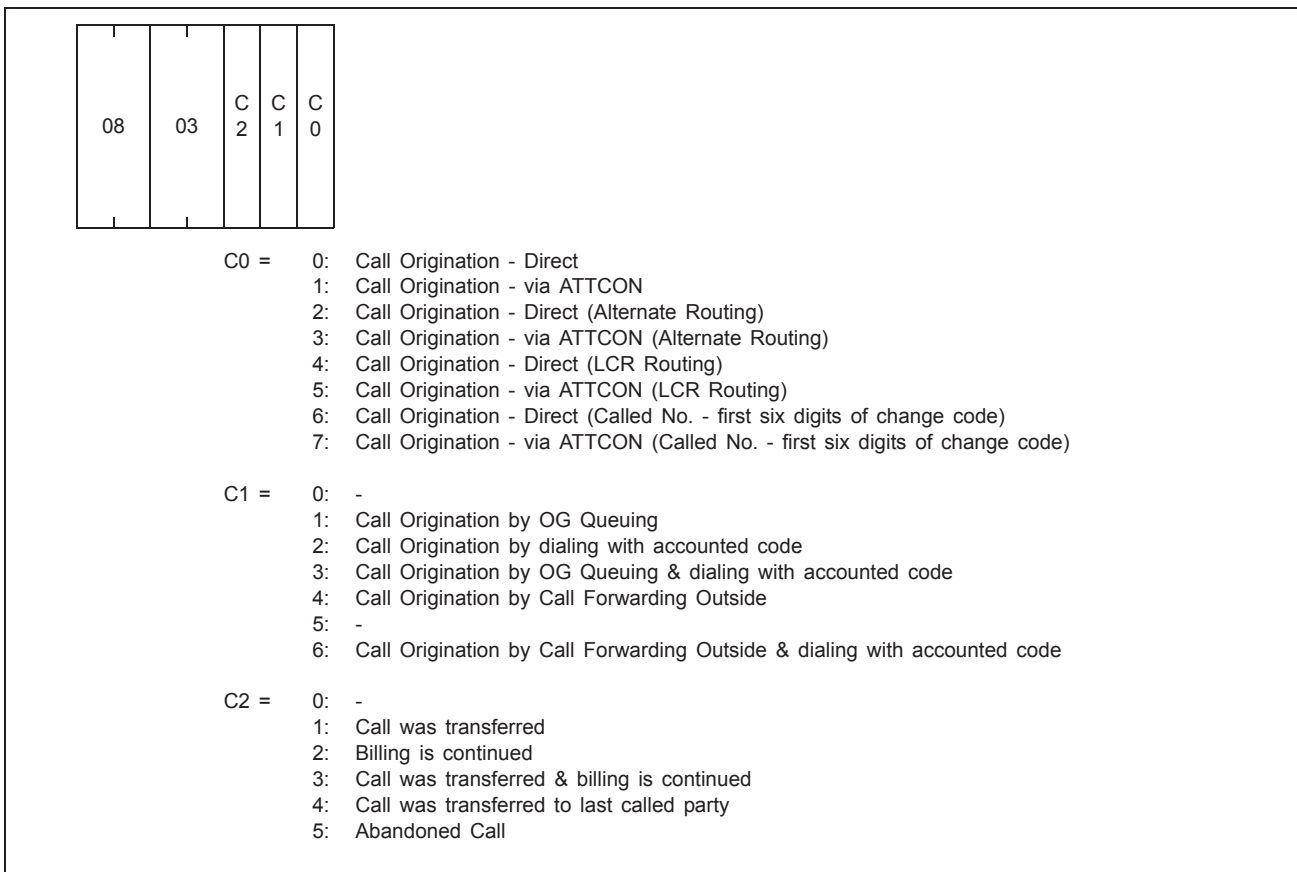 08 03 C2 C1 C0
C0 = 0: Call Origination - Direct
1: Call Origination - via ATTCON
2: Call Origination - Direct (Alternate Routing)
3: Call Origination - via ATTCON (Alternate Routing)
4: Call Origination - Direct (LCR Routing)
5: Call Origination - via ATTCON (LCR Routing)
6: Call Origination - Direct (Called No. - first six digits of change code)
7: Call Origination - via ATTCON (Called No. - first six digits of change code)
C1 = 0: -
1: Call Origination by OG Queuing
2: Call Origination by dialing with accounted code
3: Call Origination by OG Queuing & dialing with accounted code
4: Call Origination by Call Forwarding Outside
5: -
6: Call Origination by Call Forwarding Outside & dialing with accounted code
C2 = 0: -
1: Call was transferred
2: Billing is continued
3: Call was transferred & billing is continued
4: Call was transferred to last called party
5: Abandoned Call